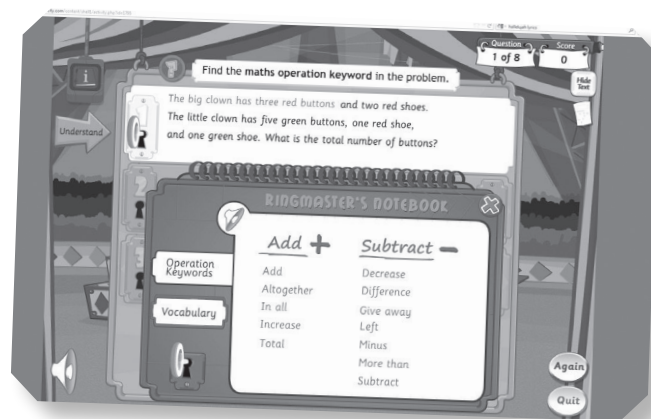 Question
1 of 8
Score
0
i
Hide
Text
Find the maths operation keyword in the problem.
The big clown has three red buttons and two red shoes.
The little clown has five green buttons, one red shoe,
and one green shoe. What is the total number of buttons?
Understand
2
3
RINGMASTER'S NOTEBOOK
Operation
Keywords
Vocabulary
Add +
Add
Altogether
In all
Increase
Total
Subtract −
Decrease
Difference
Give away
Left
Minus
More than
Subtract
Again
Quit